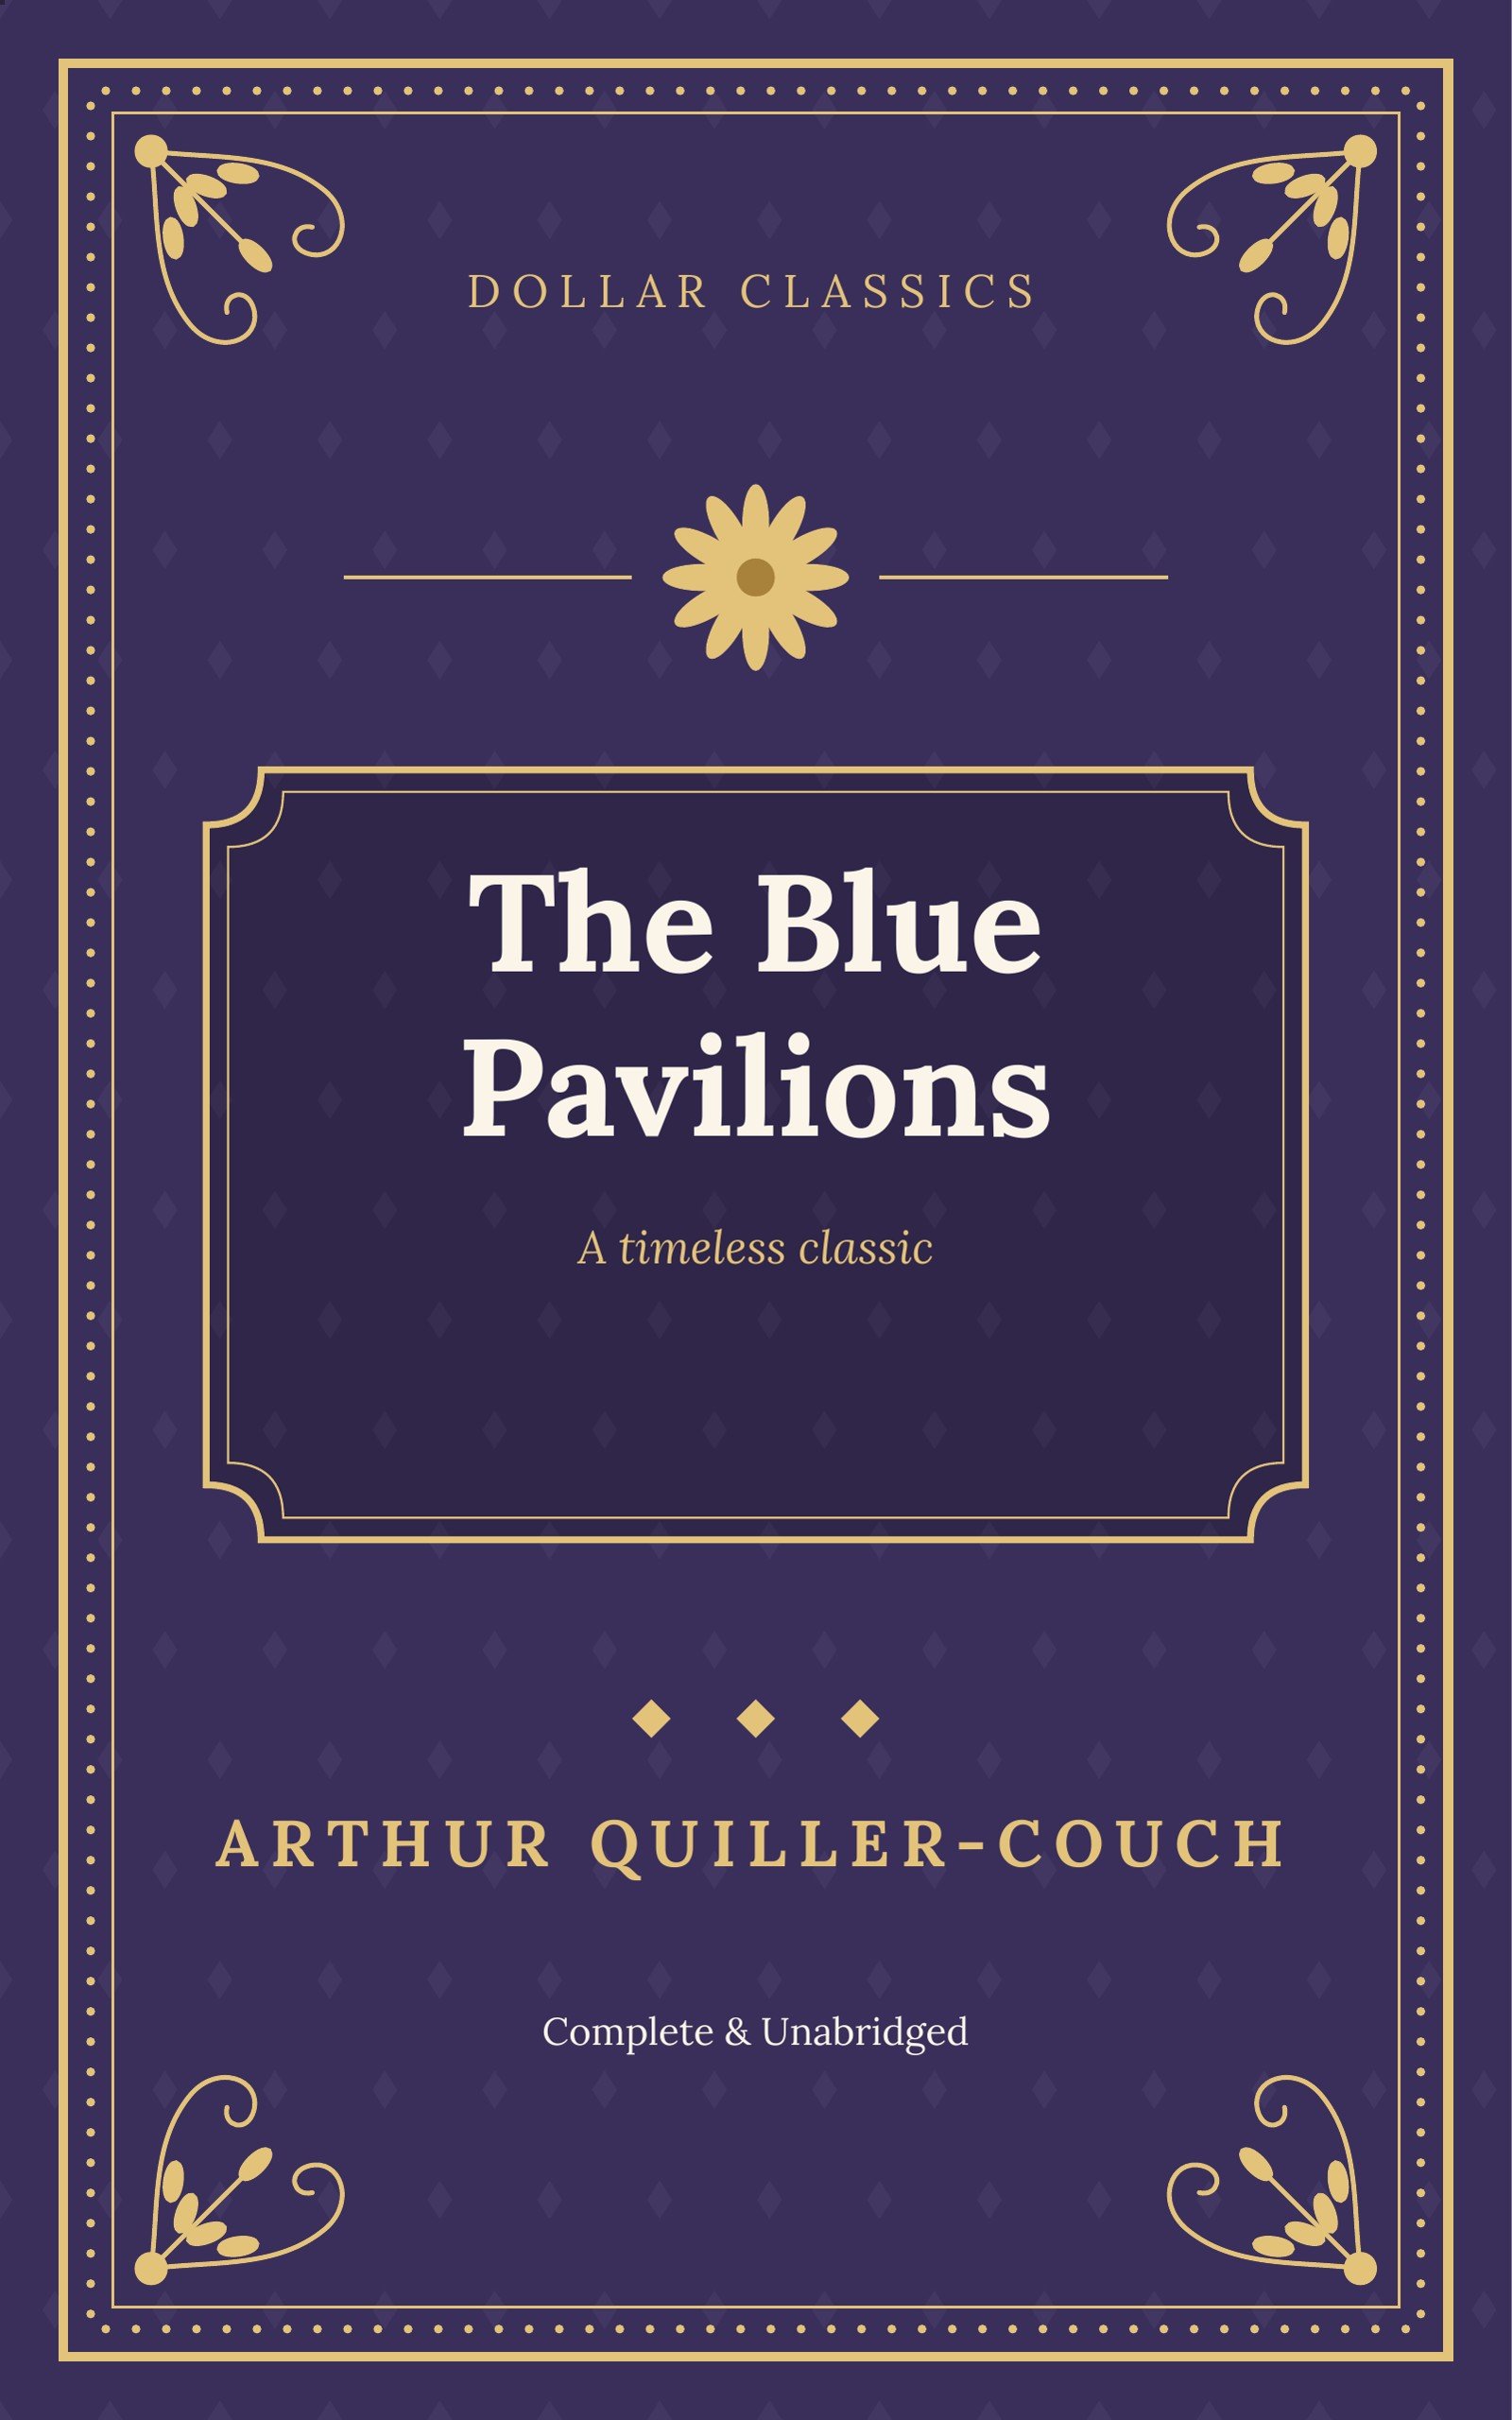 DOLLAR CLASSICS
The Blue
Pavilions
A timeless classic
ARTHUR QUILLER-COUCH
Complete & Unabridged